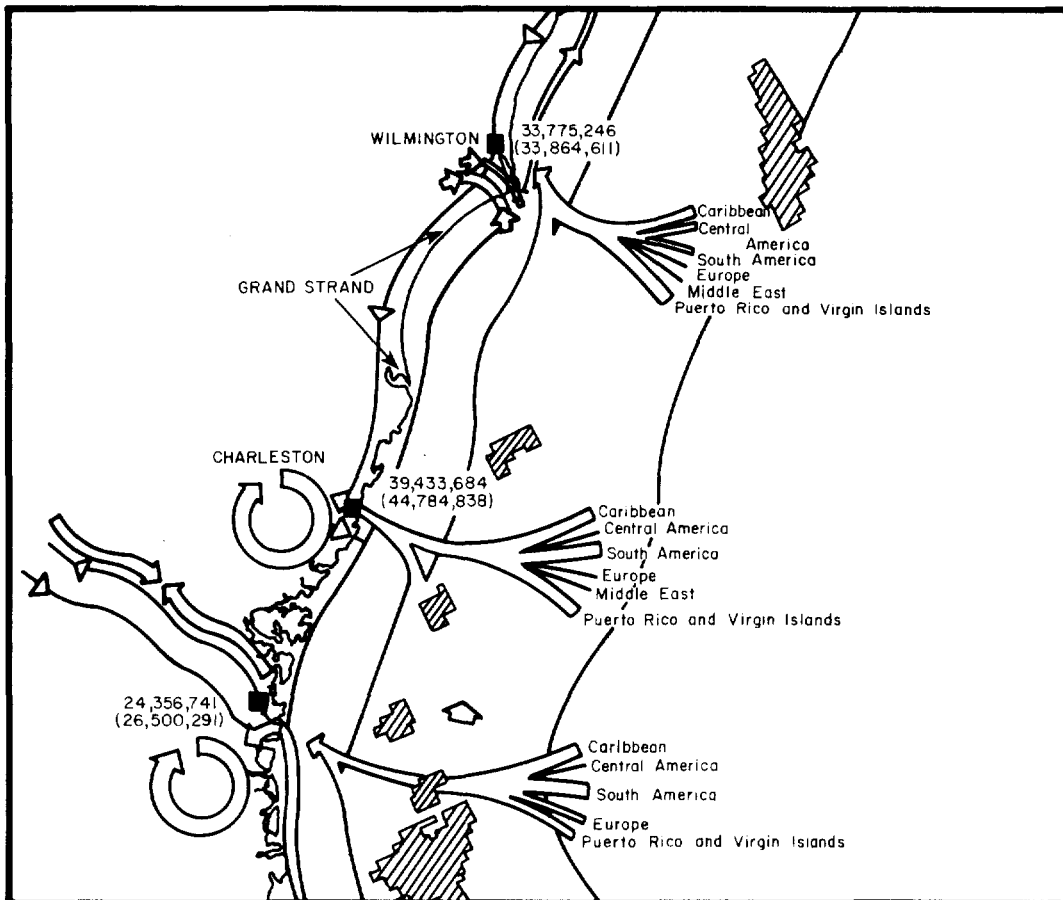 WILMINGTON
33,775,246
(33,864,611)
Caribbean
Central
America
South America
Europe
Middle East
Puerto Rico and Virgin Islands
GRAND STRAND
CHARLESTON
39,433,684
(44,784,838)
Caribbean
Central America
South America
Europe
Middle East
Puerto Rico and Virgin Islands
24,356,741
(26,500,291)
Caribbean
Central America
South America
Europe
Puerto Rico and Virgin Islands